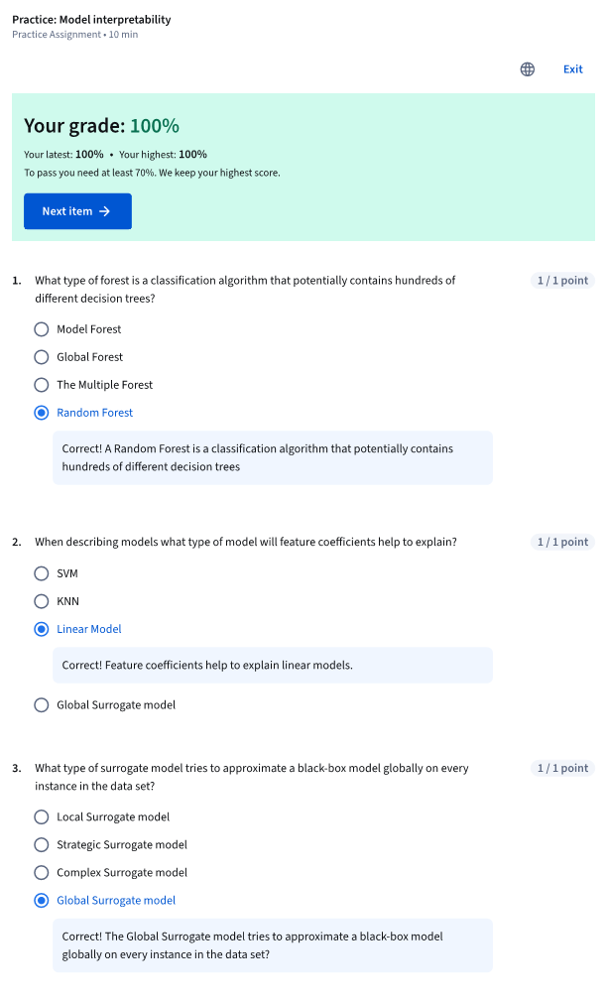 Practice: Model interpretability
Practice Assignment • 10 min
Exit
Your grade: 100%
Your latest: 100% • Your highest: 100%
To pass you need at least 70%. We keep your highest score.
Next item →
1. What type of forest is a classification algorithm that potentially contains hundreds of 1 / 1 point
different decision trees?
Model Forest
Global Forest
The Multiple Forest
Random Forest
Correct! A Random Forest is a classification algorithm that potentially contains
hundreds of different decision trees
2. When describing models what type of model will feature coefficients help to explain? 1 / 1 point
SVM
KNN
Linear Model
Correct! Feature coefficients help to explain linear models.
Global Surrogate model
3. What type of surrogate model tries to approximate a black-box model globally on every 1 / 1 point
instance in the data set?
Local Surrogate model
Strategic Surrogate model
Complex Surrogate model
Global Surrogate model
Correct! The Global Surrogate model tries to approximate a black-box model
globally on every instance in the data set?